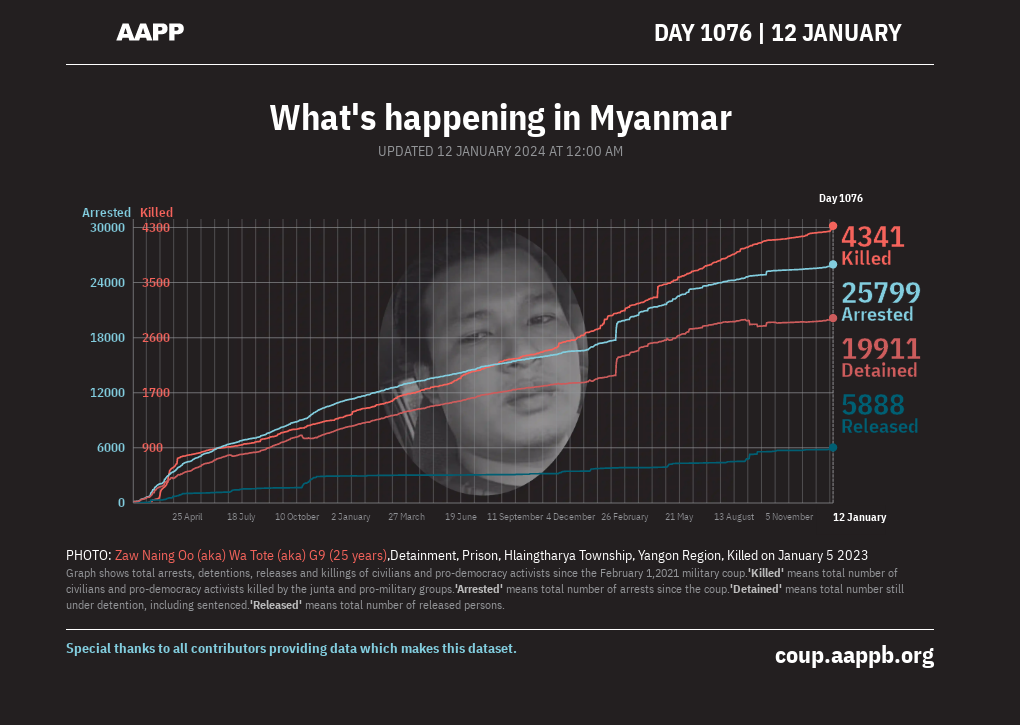 AAPP
DAY 1076 | 12 JANUARY
What's happening in Myanmar
UPDATED 12 JANUARY 2024 AT 12:00 AM
Day 1076
Arrested Killed
30000 4300
24000 3500
18000 2600
12000 1700
6000 900
0
4341
Killed
25799
Arrested
19911
Detained
5888
Released
25 April 18 July 10 October 2 January 27 March 19 June 11 September 4 December 26 February 21 May 13 August 5 November 12 January
PHOTO: Zaw Naing Oo (aka) Wa Tote (aka) G9 (25 years),Detainment, Prison, Hlaingtharya Township, Yangon Region, Killed on January 5 2023
Graph shows total arrests, detentions, releases and killings of civilians and pro-democracy activists since the February 1,2021 military coup.'Killed' means total number of
civilians and pro-democracy activists killed by the junta and pro-military groups.'Arrested' means total number of arrests since the coup.'Detained' means total number still
under detention, including sentenced.'Released' means total number of released persons.
Special thanks to all contributors providing data which makes this dataset.
coup.aappb.org